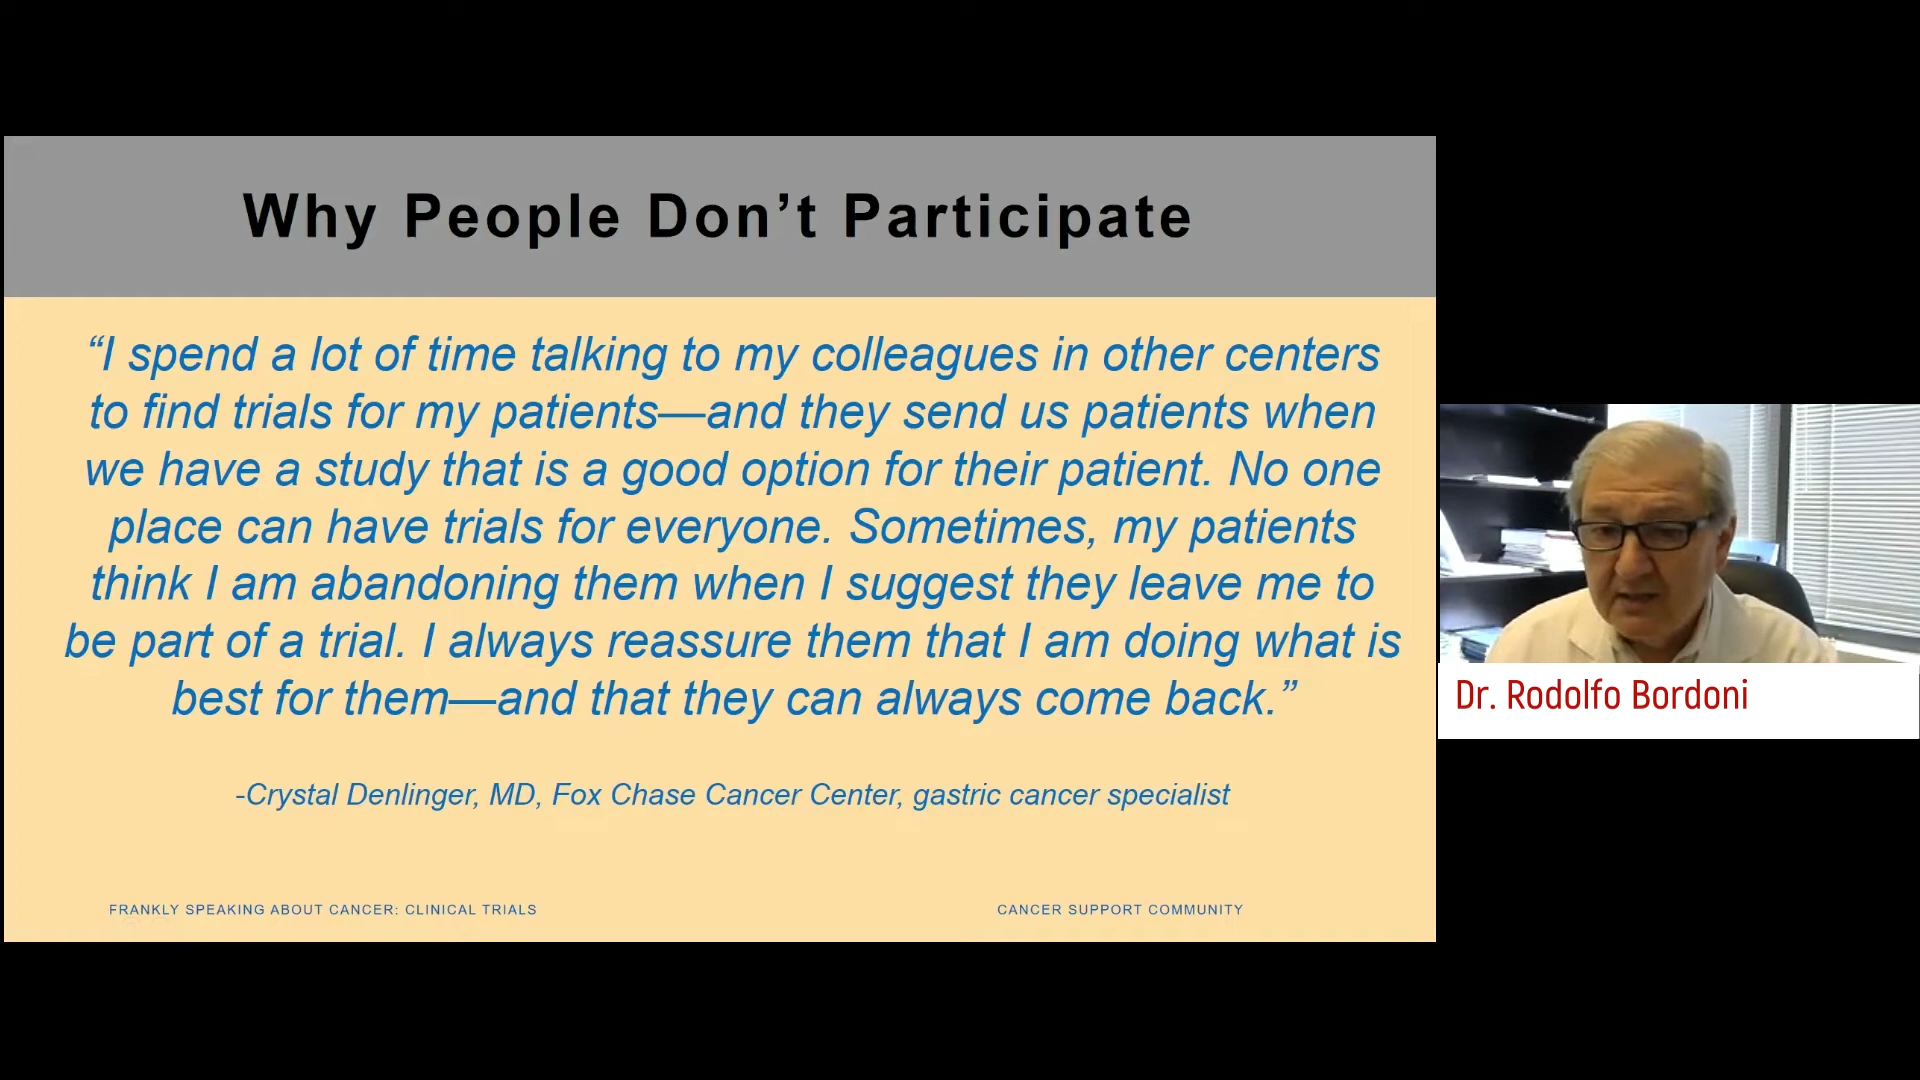 Why People Don’t Participate
“I spend a lot of time talking to my colleagues in other centers
to find trials for my patients—and they send us patients when
we have a study that is a good option for their patient. No one
place can have trials for everyone. Sometimes, my patients
think I am abandoning them when I suggest they leave me to
be part of a trial. I always reassure them that I am doing what is
best for them—and that they can always come back.”
-Crystal Denlinger, MD, Fox Chase Cancer Center, gastric cancer specialist
FRANKLY SPEAKING ABOUT CANCER: CLINICAL TRIALS
CANCER SUPPORT COMMUNITY
Dr. Rodolfo Bordoni